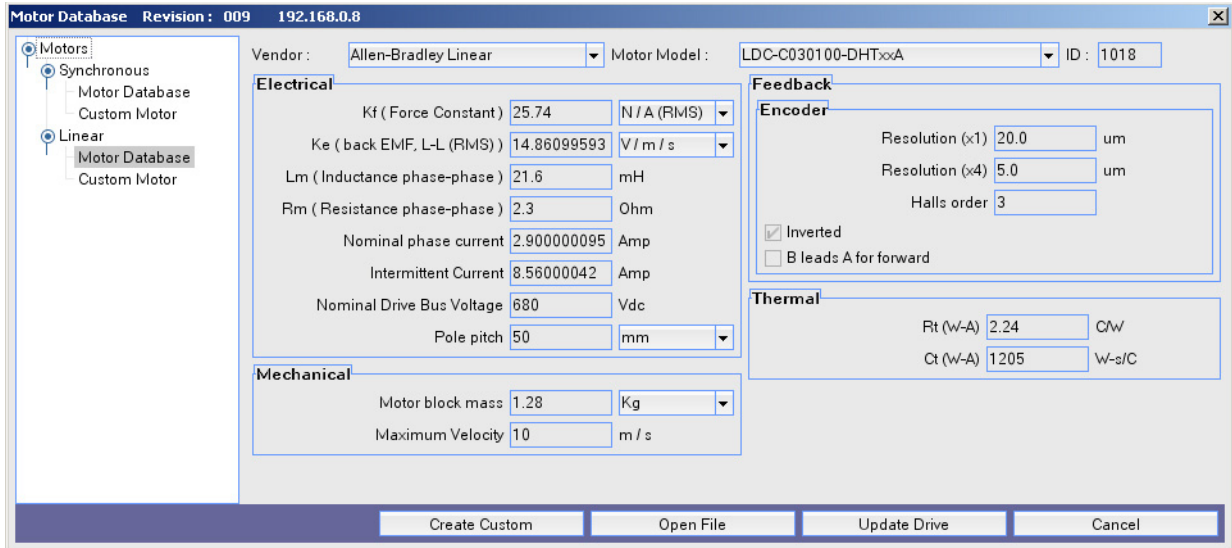 Motor Database Revision : 009 192.168.0.8
Motors
Synchronous
Motor Database
Custom Motor
Linear
Motor Database
Custom Motor
Vendor : Allen-Bradley Linear Motor Model : LDC-C030100-DHTxxA ID : 1018
Electrical
Kf ( Force Constant ) 25.74 N / A (RMS)
Ke ( back EMF, L-L (RMS) ) 14.86099593 V / m / s
Lm ( Inductance phase-phase ) 21.6 mH
Rm ( Resistance phase-phase ) 2.3 Ohm
Nominal phase current 2.900000095 Amp
Intermittent Current 8.56000042 Amp
Nominal Drive Bus Voltage 680 Vdc
Pole pitch 50 mm
Mechanical
Motor block mass 1.28 Kg
Maximum Velocity 10 m / s
Feedback
Encoder
Resolution (x1) 20.0 um
Resolution (x4) 5.0 um
Halls order 3
Inverted
B leads A for forward
Thermal
Rt (W-A) 2.24 C/W
Ct (W-A) 1205 W-s/C
Create Custom Open File Update Drive Cancel